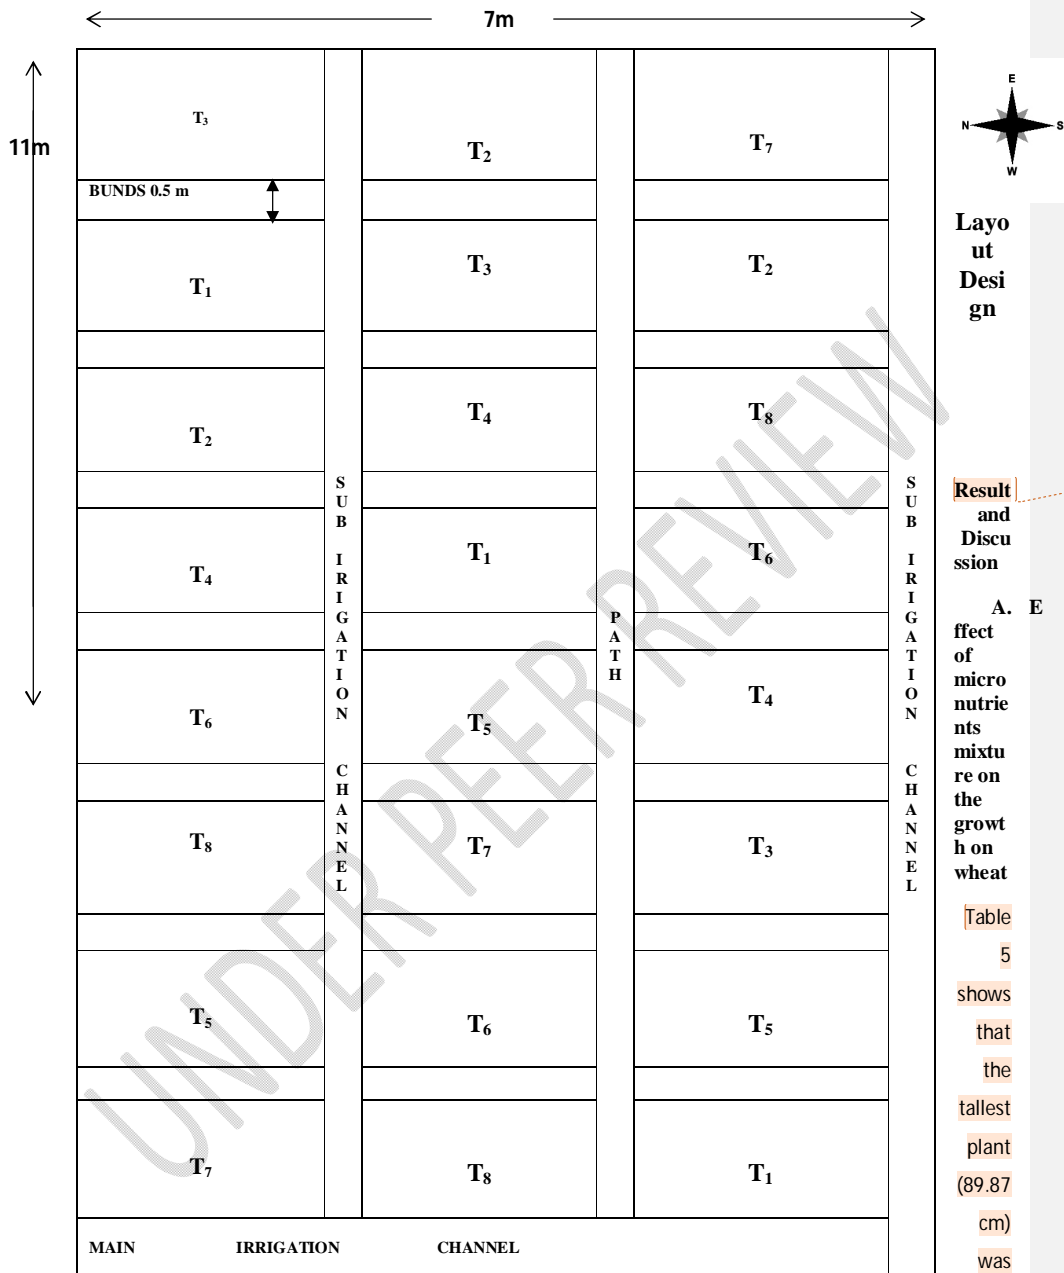 7m
11m
E
N
S
W
T3
T2
T7
BUNDS 0.5 m
T1
T3
T2
T2
T4
T8
T4
T1
T6
T6
T5
T4
T8
T7
T3
T5
T6
T5
T7
T8
T1
SUB IRIGATION CHANNEL
PATH
SUB IRIGATION CHANNEL
MAIN IRRIGATION CHANNEL
UNDER PEER REVIEW
Layo
ut
Desi
gn
Result
and
Discu
ssion
A. E
ffect
of
micro
nutrie
nts
mixtu
re on
the
growt
h on
wheat
Table
5
shows
that
the
tallest
plant
(89.87
cm)
was